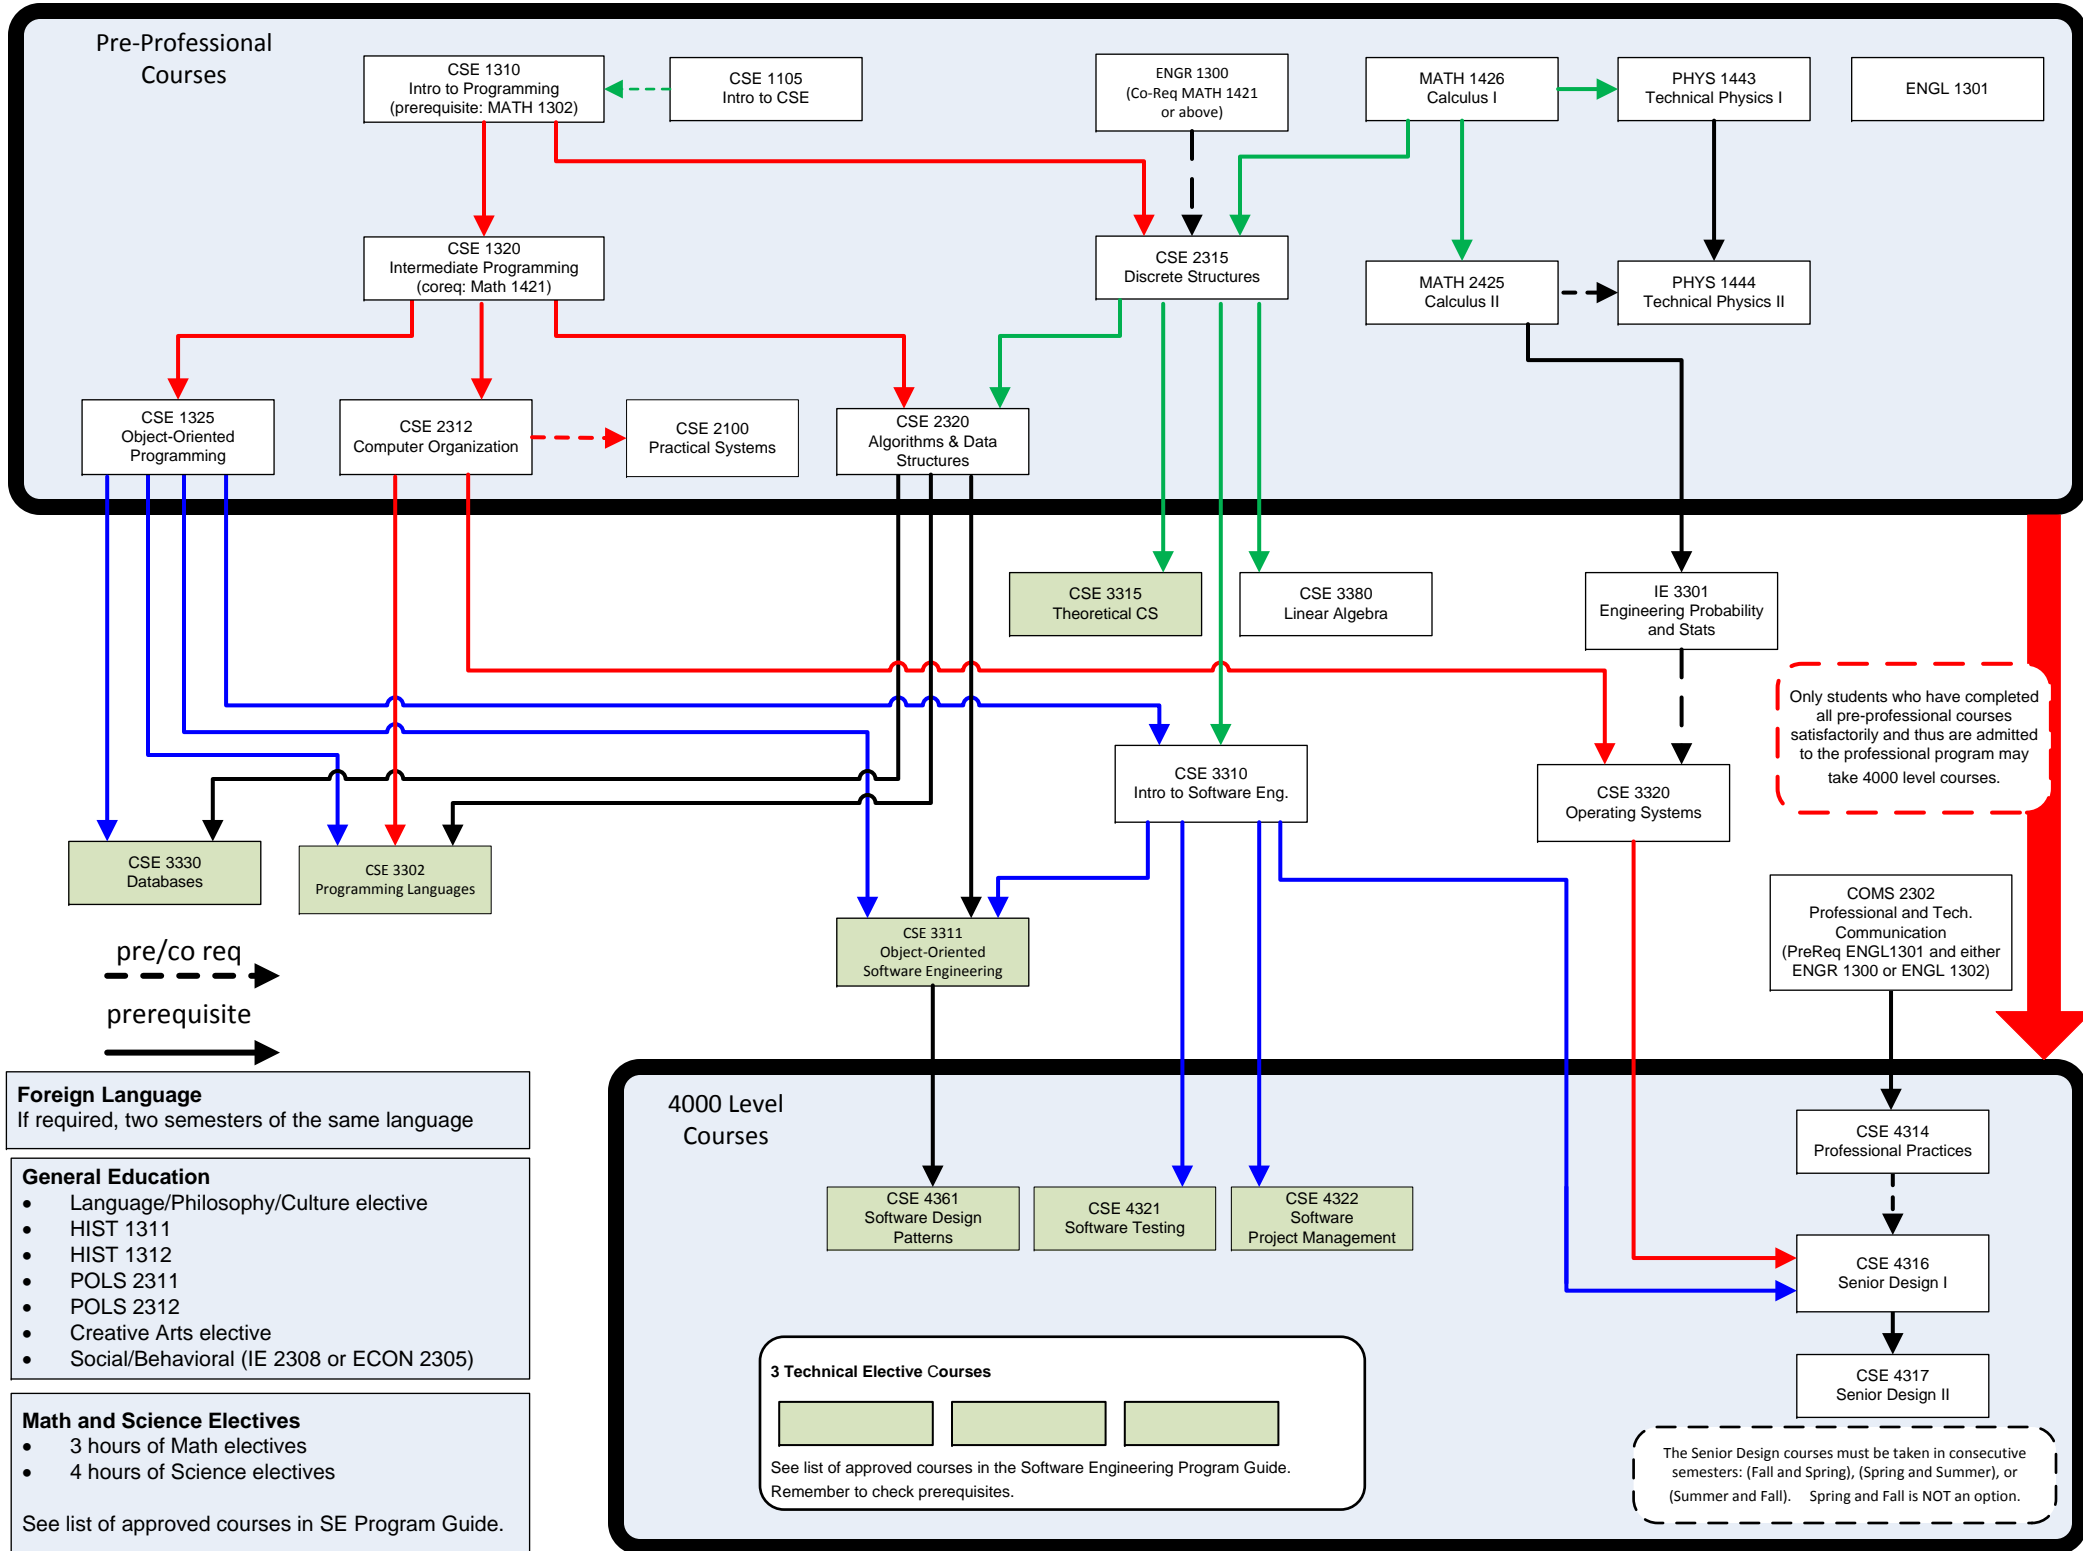 Pre-Professional
Courses
CSE 1310
Intro to Programming
(prerequisite: MATH 1302)
CSE 1105
Intro to CSE
ENGR 1300
(Co-Req MATH 1421
or above)
MATH 1426
Calculus I
PHYS 1443
Technical Physics I
ENGL 1301
CSE 1320
Intermediate Programming
(coreq: Math 1421)
CSE 2315
Discrete Structures
MATH 2425
Calculus II
PHYS 1444
Technical Physics II
CSE 1325
Object-Oriented
Programming
CSE 2312
Computer Organization
CSE 2100
Practical Systems
CSE 2320
Algorithms & Data
Structures
CSE 3315
Theoretical CS
CSE 3380
Linear Algebra
IE 3301
Engineering Probability
and Stats
Only students who have completed
all pre-professional courses
satisfactorily and thus are admitted
to the professional program may
take 4000 level courses.
CSE 3310
Intro to Software Eng.
CSE 3320
Operating Systems
CSE 3330
Databases
CSE 3302
Programming Languages
CSE 3311
Object-Oriented
Software Engineering
COMS 2302
Professional and Tech.
Communication
(PreReq ENGL1301 and either
ENGR 1300 or ENGL 1302)
pre/co req
prerequisite
Foreign Language
If required, two semesters of the same language
General Education
• Language/Philosophy/Culture elective
• HIST 1311
• HIST 1312
• POLS 2311
• POLS 2312
• Creative Arts elective
• Social/Behavioral (IE 2308 or ECON 2305)
Math and Science Electives
• 3 hours of Math electives
• 4 hours of Science electives
See list of approved courses in SE Program Guide.
4000 Level
Courses
CSE 4314
Professional Practices
CSE 4361
Software Design
Patterns
CSE 4321
Software Testing
CSE 4322
Software
Project Management
CSE 4316
Senior Design I
CSE 4317
Senior Design II
3 Technical Elective Courses
See list of approved courses in the Software Engineering Program Guide.
Remember to check prerequisites.
The Senior Design courses must be taken in consecutive
semesters: (Fall and Spring), (Spring and Summer), or
(Summer and Fall). Spring and Fall is NOT an option.